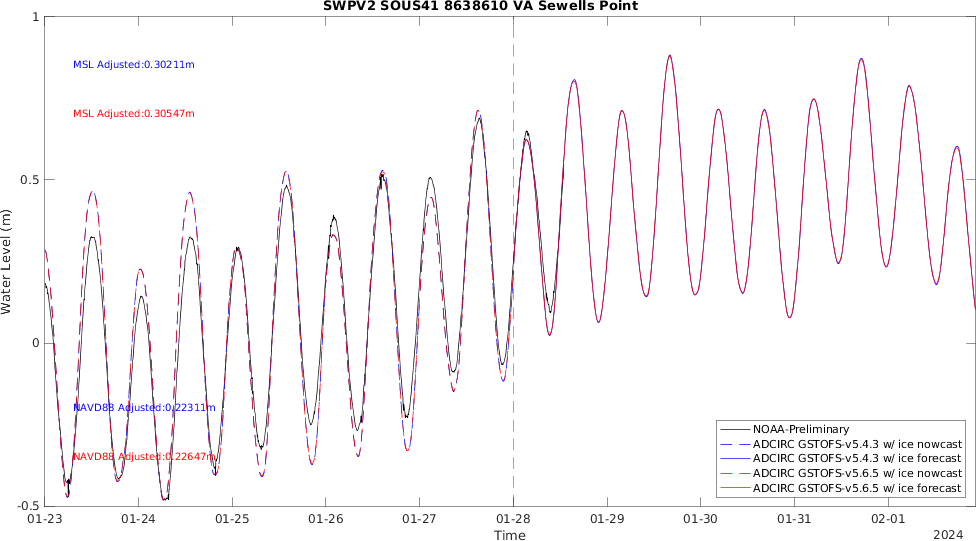 SWPV2 SOUS41 8638610 VA Sewells Point
1
MSL Adjusted:0.30211m
MSL Adjusted:0.30547m
0.5
Water Level (m)
0
NAVD88 Adjusted:0.22311m
NAVD88 Adjusted:0.22647m
NOAA-Preliminary
ADCIRC GSTOFS-v5.4.3 w/ ice nowcast
ADCIRC GSTOFS-v5.4.3 w/ ice forecast
ADCIRC GSTOFS-v5.6.5 w/ ice nowcast
ADCIRC GSTOFS-v5.6.5 w/ ice forecast
-0.5
01-23 01-24 01-25 01-26 01-27 01-28 01-29 01-30 01-31 02-01
Time
2024